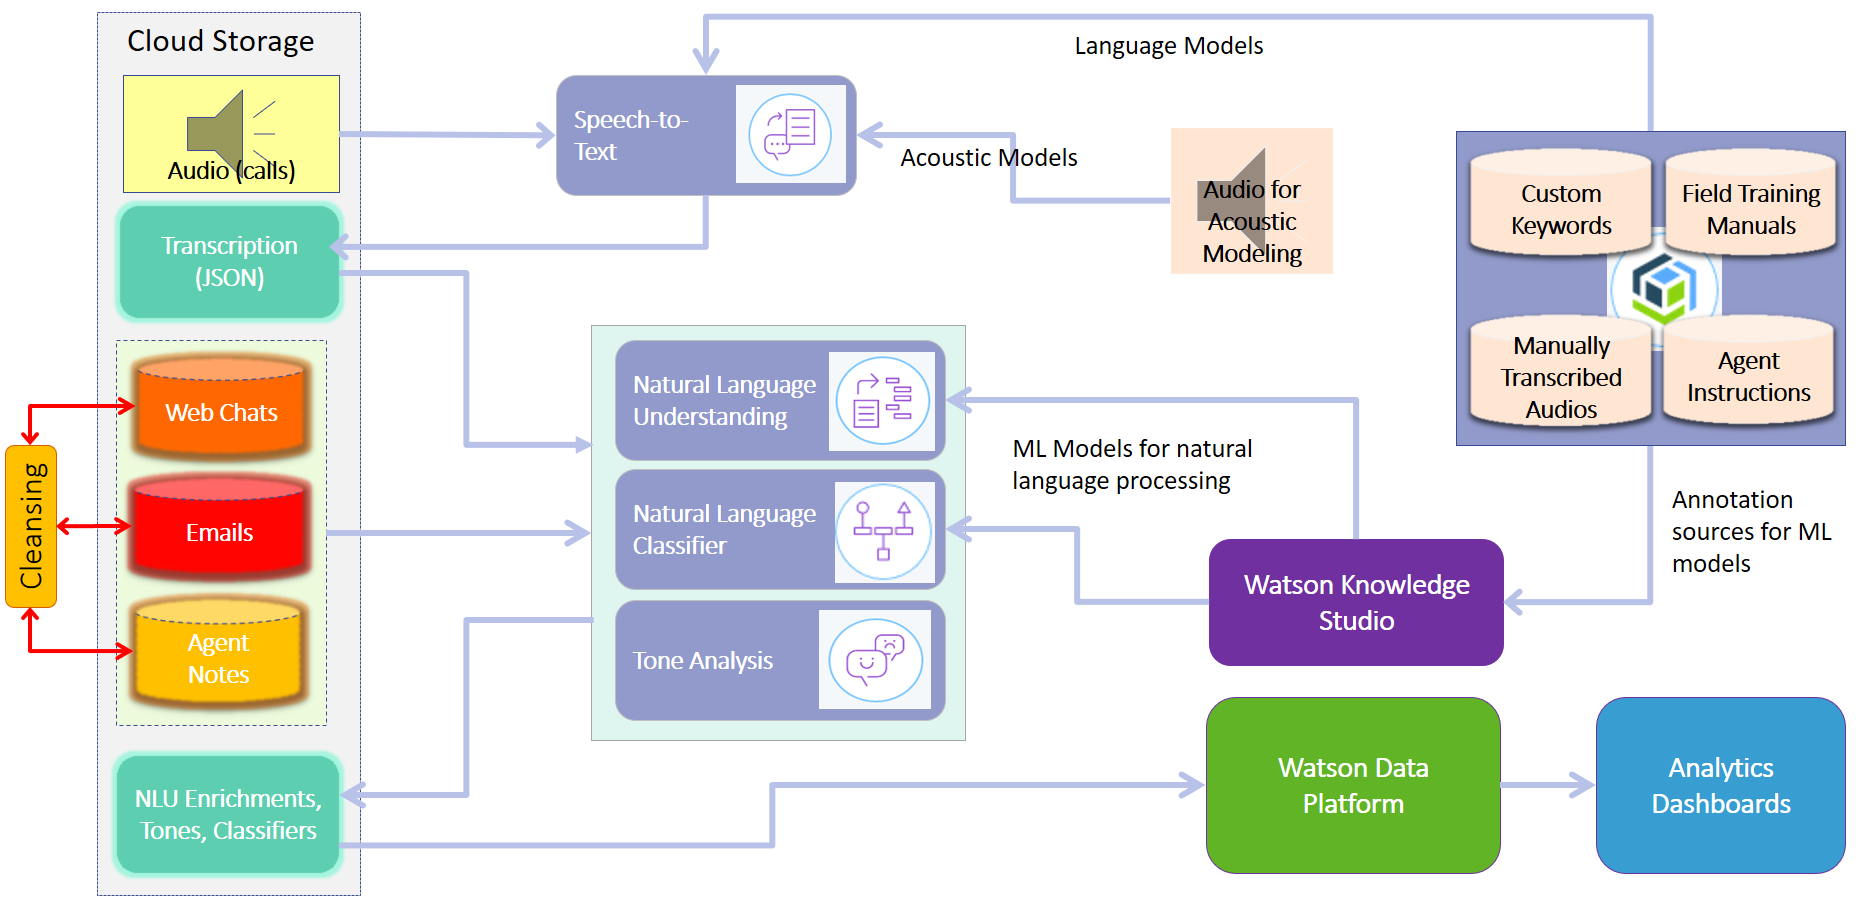 Cloud Storage
Audio (calls)
Transcription
(JSON)
Web Chats
Emails
Agent
Notes
NLU Enrichments,
Tones, Classifiers
Cleansing
Speech-to-
Text
Language Models
Acoustic Models
Audio for
Acoustic
Modeling
Custom
Keywords
Field Training
Manuals
Manually
Transcribed
Audios
Agent
Instructions
Natural Language
Understanding
Natural Language
Classifier
Tone Analysis
ML Models for natural
language processing
Annotation
sources for ML
models
Watson Knowledge
Studio
Watson Data
Platform
Analytics
Dashboards